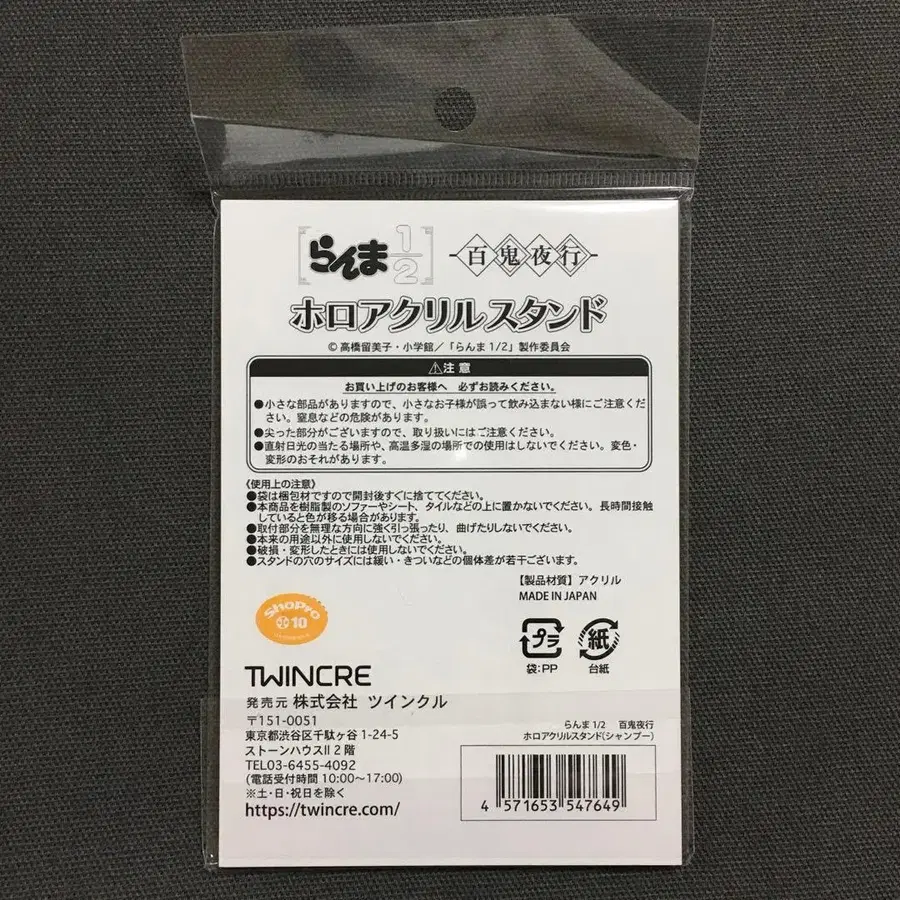 らんま1/2 百鬼夜行
ホロアクリルスタンド
© 高橋留美子・小学館／「らんま 1/2」製作委員会
⚠注 意
お買い上げのお客様へ 必ずお読みください。
●小さな部品がありますので、小さなお子様が誤って飲み込まない様にご注意くだ
さい。窒息などの危険があります。
●尖った部分がございますので、取り扱いにはご注意ください。
●直射日光の当たる場所や、高温多湿の場所での使用はしないでください。変色・
変形のおそれがあります。
《使用上の注意》
●袋は梱包材ですので開封後すぐに捨ててください。
●本商品を樹脂製のソファーやシート、タイルなどの上に置かないでください。長時間接触
していると色が移る場合があります。
●取付部分を無理な方向に強く引っ張ったり、曲げたりしないでください。
●本来の用途以外に使用しないでください。
●破損・変形したときには使用しないでください。
●スタンドの穴のサイズには緩い・きついなどの個体差が若干ございます。
【製品材質】アクリル
MADE IN JAPAN
ShoPro
10
プラ
袋:PP
紙
台紙
TWINCRE
発売元 株式会社 ツインクル
〒151-0051
東京都渋谷区千駄ヶ谷 1-24-5
ストーンハウスII 2 階
TEL03-6455-4092
(電話受付時間 10:00〜17:00)
※土・日・祝日を除く
https://twincre.com/
らんま 1/2 百鬼夜行
ホロアクリルスタンド(シャンプー)
4 571653 547649